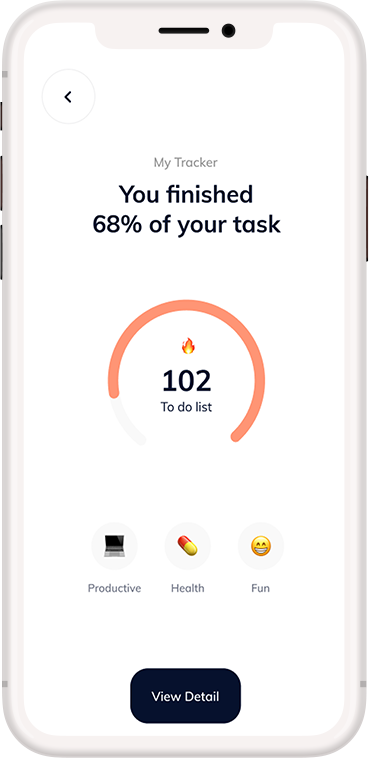 My Tracker
You finished
68% of your task
102
To do list
Productive
Health
Fun
View Detail